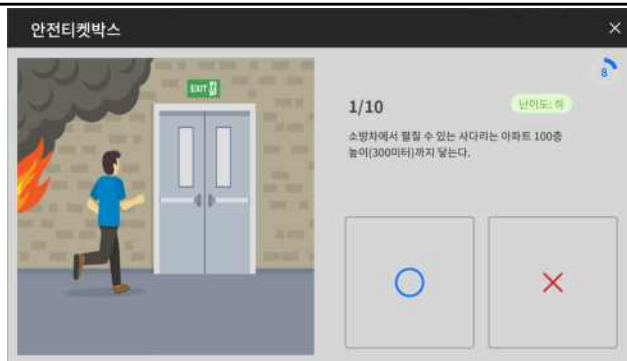 안전티켓박스
EXIT
8
1/10
난이도: 하
소방차에서 펼칠 수 있는 사다리는 아파트 100층
높이(300미터)까지 닿는다.